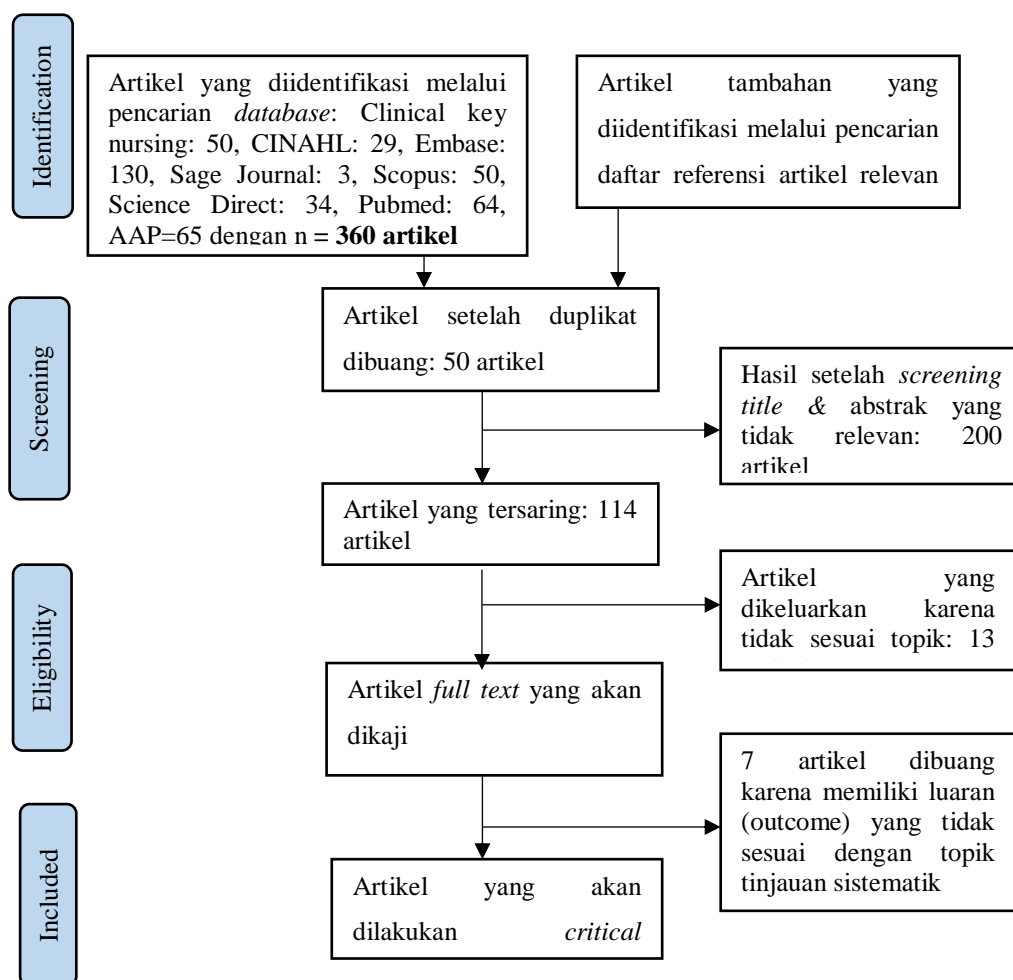 Identification
Artikel yang diidentifikasi melalui
pencarian database: Clinical key
nursing: 50, CINAHL: 29, Embase:
130, Sage Journal: 3, Scopus: 50,
Science Direct: 34, Pubmed: 64,
AAP=65 dengan n = 360 artikel
Artikel tambahan yang
diidentifikasi melalui pencarian
daftar referensi artikel relevan
Screening
Artikel setelah duplikat
dibuang: 50 artikel
Hasil setelah screening
title & abstrak yang
tidak relevan: 200
artikel
Artikel yang tersaring: 114
artikel
Eligibility
Artikel yang
dikeluarkan karena
tidak sesuai topik: 13
Artikel full text yang akan
dikaji
7 artikel dibuang
karena memiliki luaran
(outcome) yang tidak
sesuai dengan topik
tinjauan sistematik
Included
Artikel yang akan
dilakukan critical